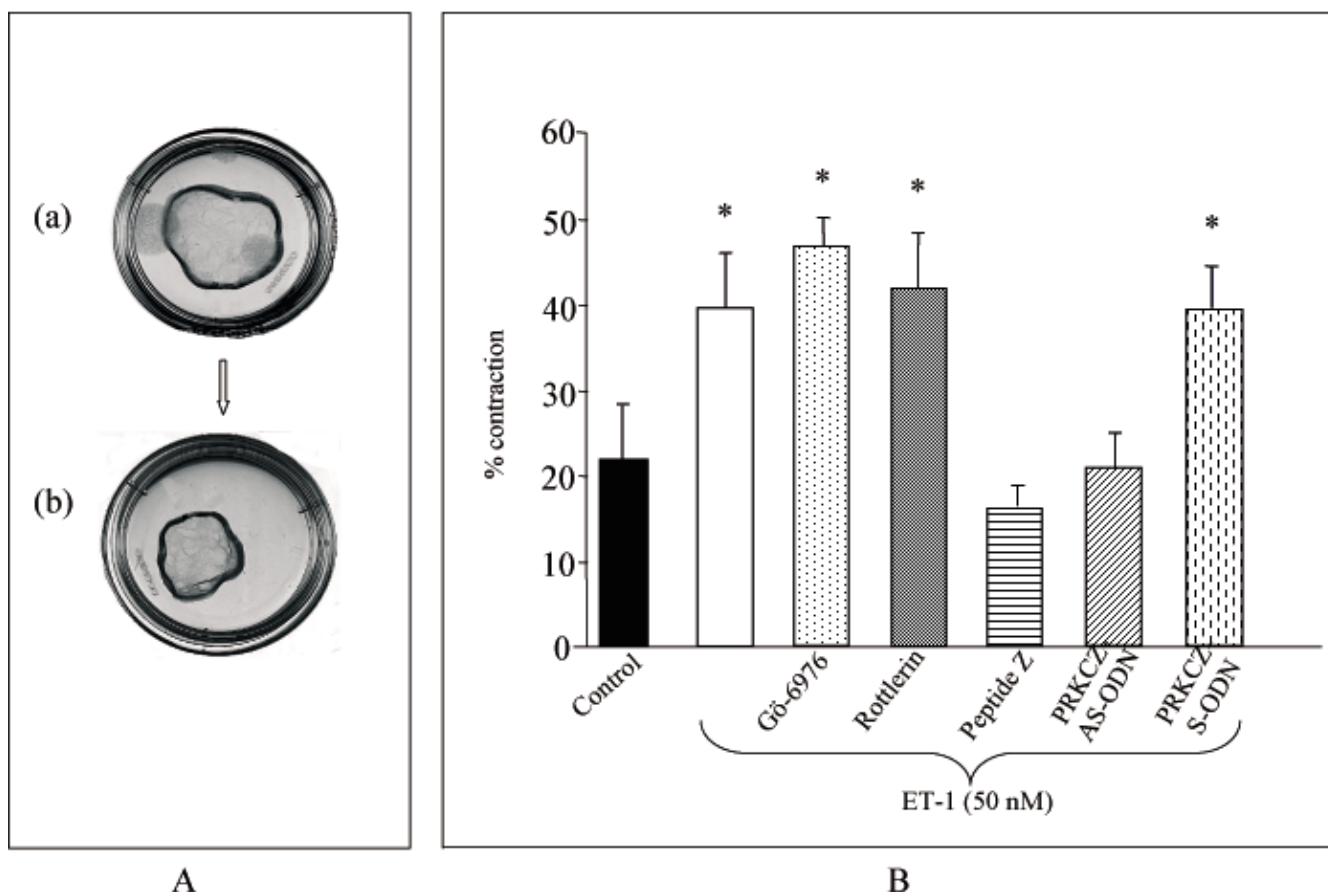 (a)
(b)
A
60
50
40
30
20
10
0
% contraction
*
*
*
*
Control
Gö-6976
Rottlerin
Peptide Z
PRKCZ
AS-ODN
PRKCZ
S-ODN
ET-1 (50 nM)
B